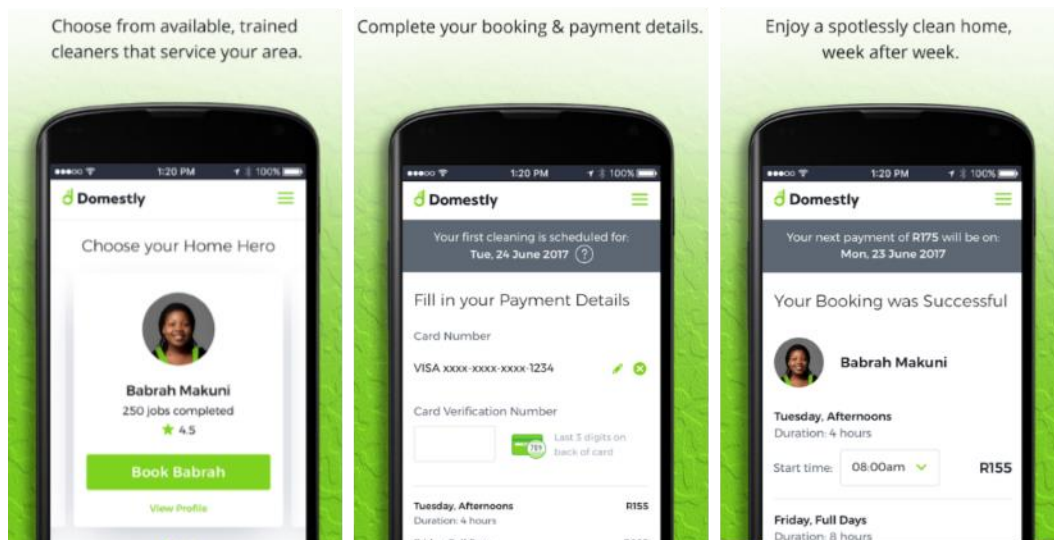 Choose from available, trained
cleaners that service your area.
1:20 PM
100%
Domestly
Choose your Home Hero
Babrah Makuni
250 jobs completed
4.5
Book Babrah
View Profile
Complete your booking & payment details.
1:20 PM
100%
Domestly
Your first cleaning is scheduled for:
Tue, 24 June 2017 ?
Fill in your Payment Details
Card Number
VISA xxxx-xxxx-xxxx-1234
Card Verification Number
789
Last 3 digits on
back of card
Tuesday, Afternoons R155
Duration: 4 hours
Enjoy a spotlessly clean home,
week after week.
1:20 PM
100%
Domestly
Your next payment of R175 will be on:
Mon, 23 June 2017
Your Booking was Successful
Babrah Makuni
Tuesday, Afternoons
Duration: 4 hours
Start time: 08:00am R155
Friday, Full Days
Duration: 8 hours